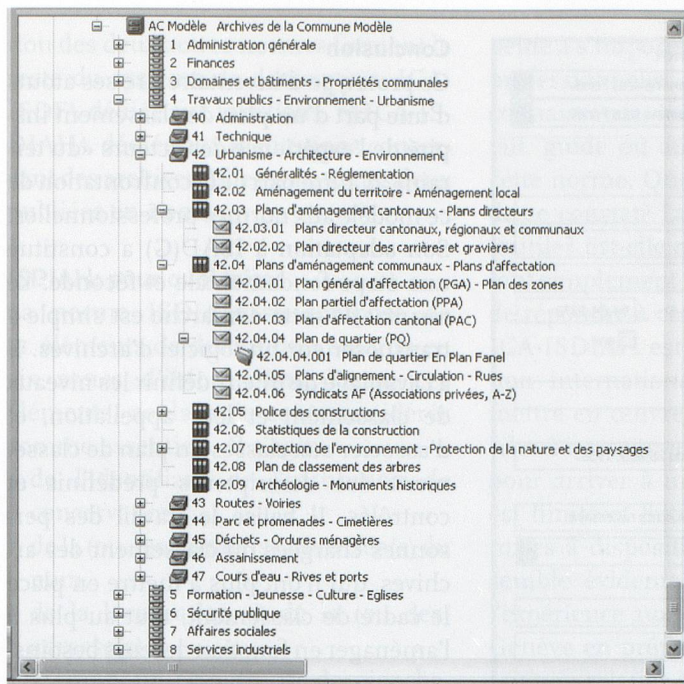 AC Modèle Archives de la Commune Modèle
1 Administration générale
2 Finances
3 Domaines et bâtiments - Propriétés communales
4 Travaux publics - Environnement - Urbanisme
40 Administration
41 Technique
42 Urbanisme - Architecture - Environnement
42.01 Généralités - Réglementation
42.02 Aménagement du territoire - Aménagement local
42.03 Plans d'aménagement cantonaux - Plans directeurs
42.03.01 Plans directeur cantonaux, régionaux et communaux
42.02.02 Plan directeur des carrières et gravières
42.04 Plans d'aménagement communaux - Plans d'affectation
42.04.01 Plan général d'affectation (PGA) - Plan des zones
42.04.02 Plan partiel d'affectation (PPA)
42.04.03 Plan d'affectation cantonal (PAC)
42.04.04 Plan de quartier (PQ)
42.04.04.001 PQ quartier En Plan Fanel
42.04.05 Plans d'alignement - Circulation - Rues
42.04.06 Syndicats AF (Associations privées, A-Z)
42.05 Police des constructions
42.06 Statistiques de la construction
42.07 Protection de l'environnement - Protection de la nature et des paysages
42.08 Plan de classement des arbres
42.09 Archéologie - Monuments historiques
43 Routes - Voiries
44 Parc et promenades - Cimetières
45 Déchets - Ordures ménagères
46 Assainissement
47 Cours d'eau - Rives et port
5 Formation - Jeunesse - Culture - Eglises
6 Sécurité publique
7 Affaires sociales
8 Services industriels